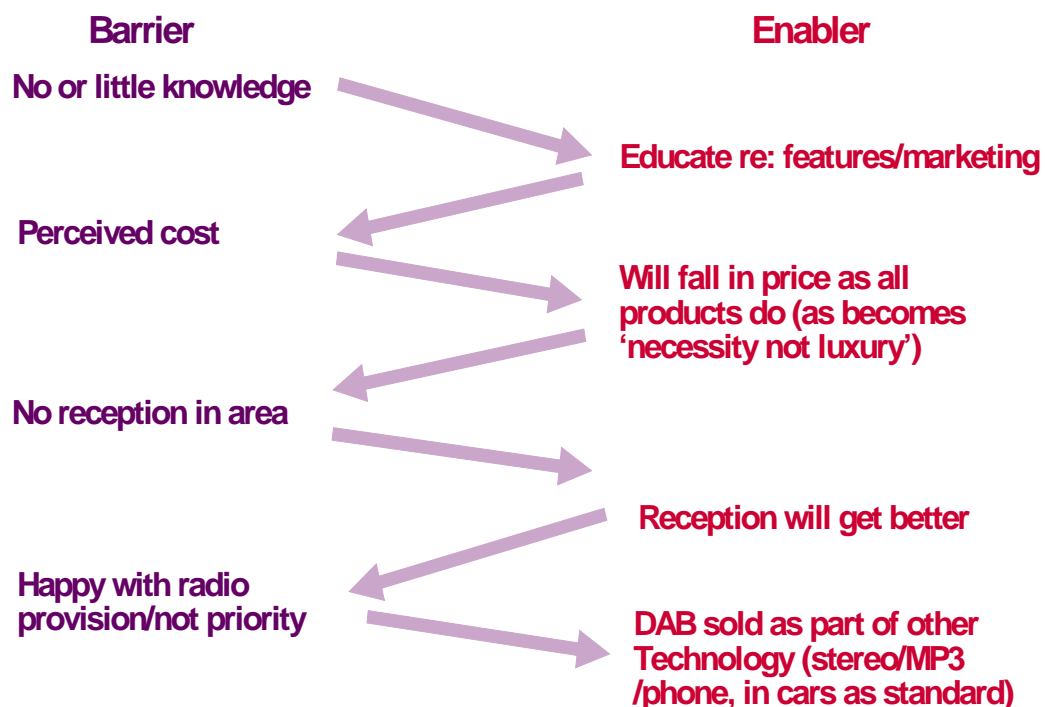 Barrier
Enabler
No or little knowledge
Educate re: features/marketing
Perceived cost
Will fall in price as all
products do (as becomes
‘necessity not luxury’)
No reception in area
Reception will get better
Happy with radio
provision/not priority
DAB sold as part of other
Technology (stereo/MP3
/phone, in cars as standard)